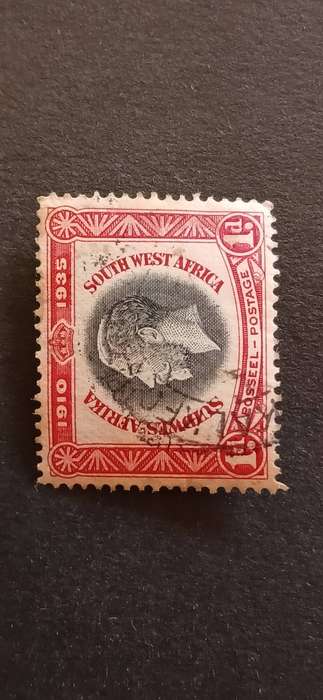 1910 1935
SOUTH WEST AFRICA
SUIDWES-AFRIKA
1D POSSEEL-POSTAGE 1D